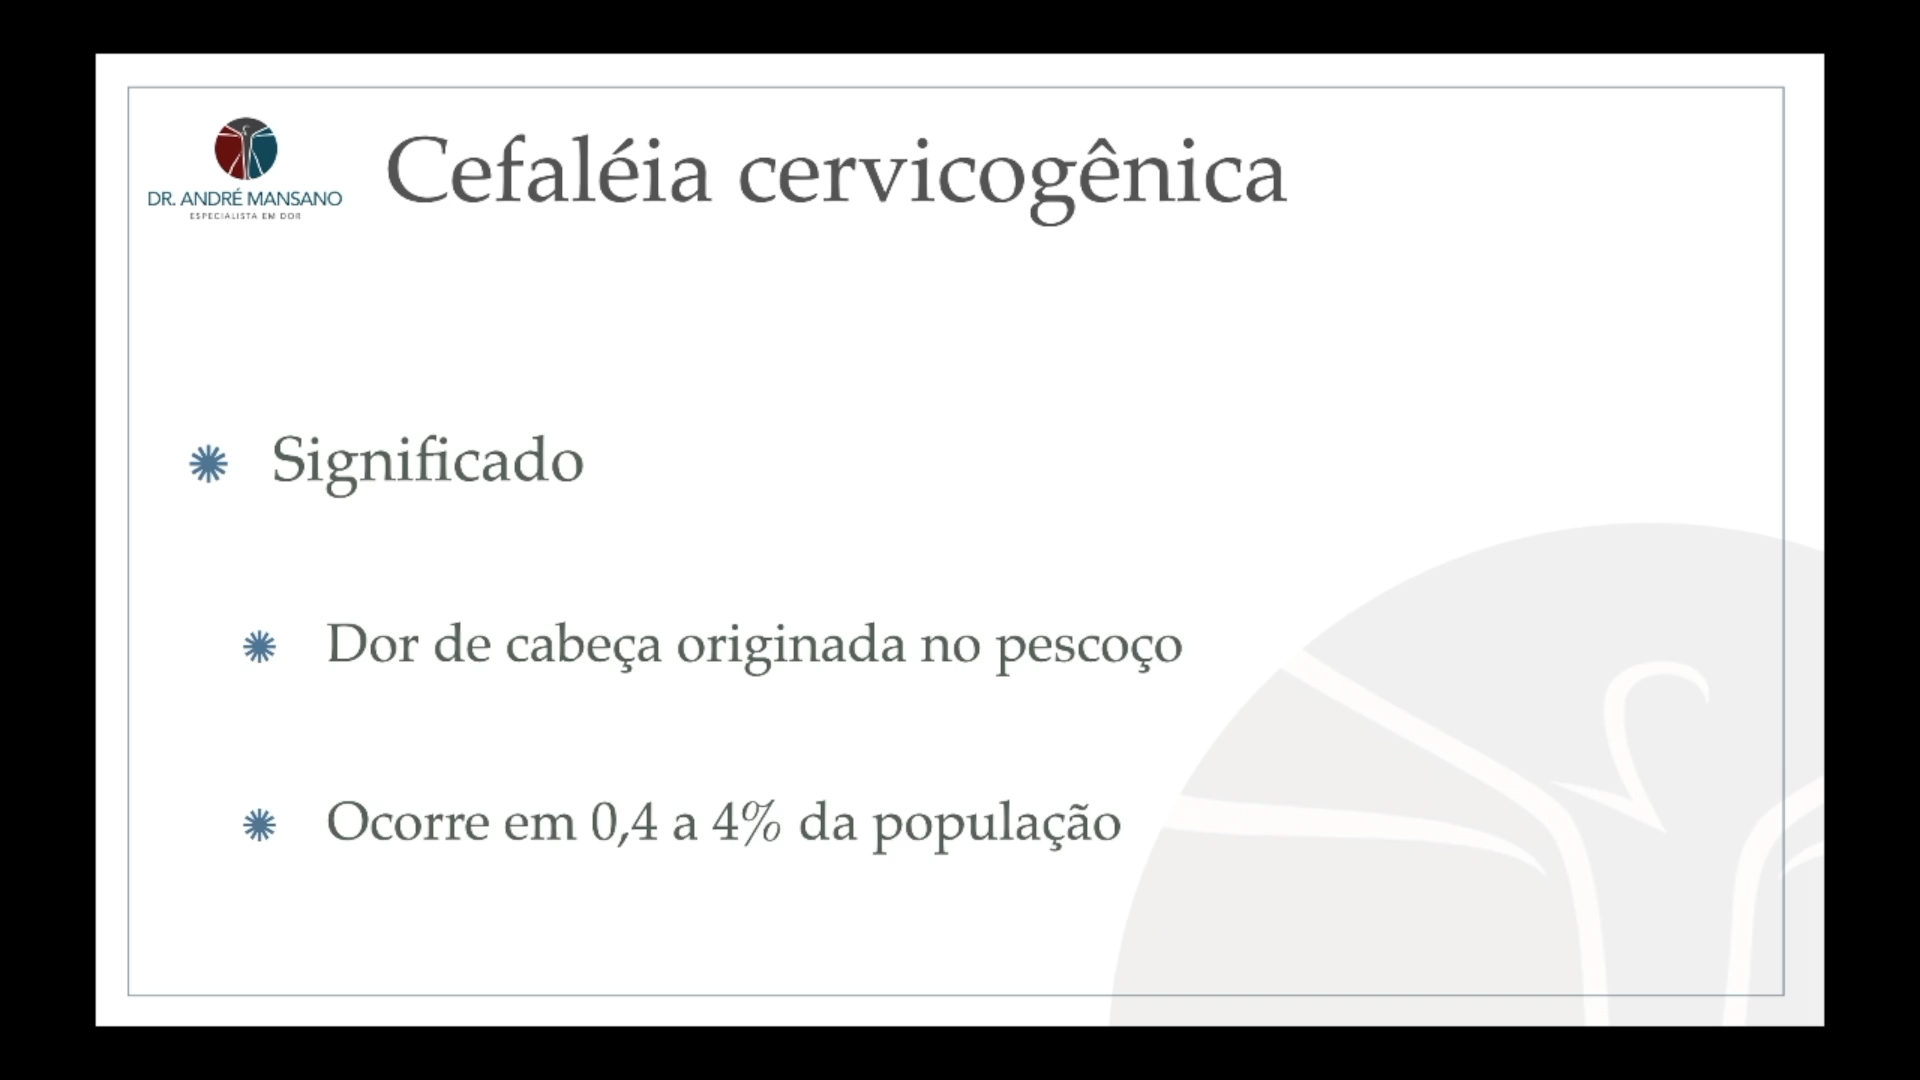 DR. ANDRÉ MANSANO
ESPECIALISTA EM DOR
Cefaléia cervicogênica
Significado
Dor de cabeça originada no pescoço
Ocorre em 0,4 a 4% da população